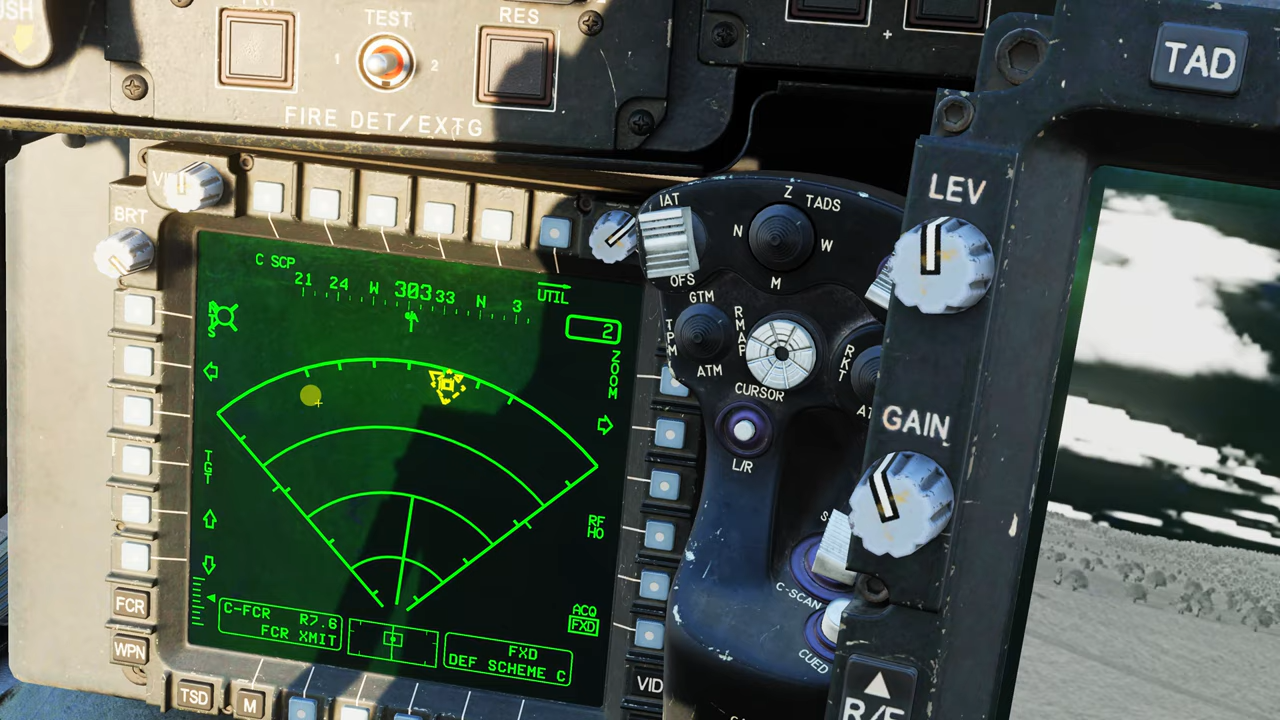 TEST
RES
1
2
FIRE DET/EXTG
TAD
BRT
LEV
GAIN
IAT
OFS
Z
TADS
N
W
M
GTM
TPM
RMAP
ATM
CURSOR
RKT
L/R
C-SCAN
CUED
C SCP
21 24 W 303 33 N 3
UTIL
2
ZOOM
TGT
RF
HO
ACQ
FXD
C-FCR R7.6
FCR XMIT
FXD
DEF SCHEME C
FCR
WPN
TSD
M
VID